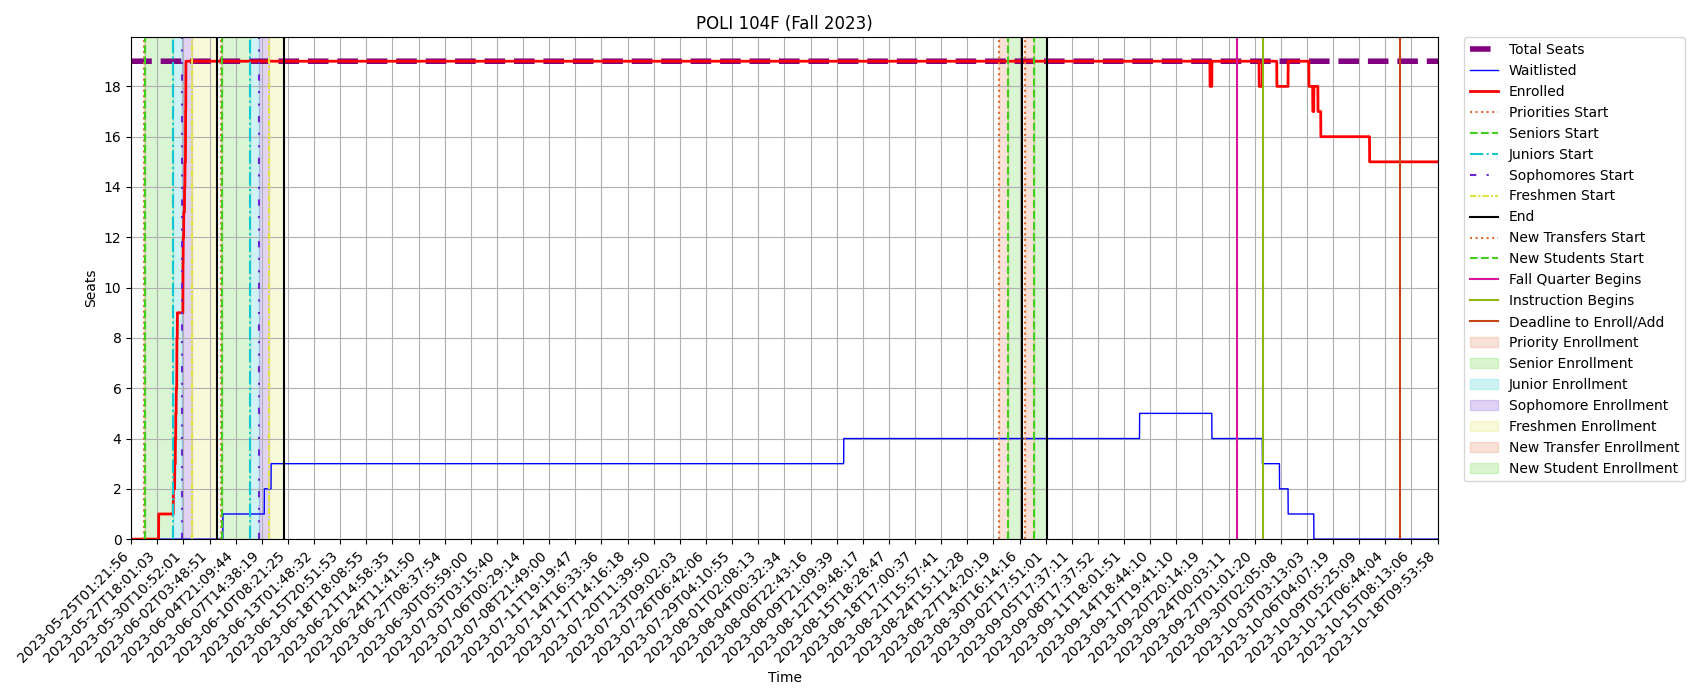 POLI 104F (Fall 2023)
Seats
0
2
4
6
8
10
12
14
16
18
2023-05-25T01:21:56
2023-05-27T18:01:03
2023-05-30T10:52:01
2023-06-02T03:48:51
2023-06-04T21:09:44
2023-06-07T14:38:19
2023-06-10T08:21:25
2023-06-13T01:48:32
2023-06-15T20:51:53
2023-06-18T18:08:55
2023-06-21T14:58:35
2023-06-24T11:41:50
2023-06-27T08:37:54
2023-06-30T05:59:00
2023-07-03T03:15:40
2023-07-06T00:29:14
2023-07-08T21:49:00
2023-07-11T19:19:47
2023-07-14T16:33:36
2023-07-17T14:16:18
2023-07-20T11:39:50
2023-07-23T09:02:03
2023-07-26T06:42:06
2023-07-29T04:10:55
2023-08-01T02:08:13
2023-08-04T00:32:34
2023-08-06T22:43:16
2023-08-09T21:09:39
2023-08-12T19:48:17
2023-08-15T18:28:47
2023-08-18T17:00:37
2023-08-21T15:57:41
2023-08-24T15:11:28
2023-08-27T14:20:19
2023-08-30T16:14:16
2023-09-02T17:51:01
2023-09-05T17:37:11
2023-09-08T17:37:52
2023-09-11T18:01:51
2023-09-14T18:44:10
2023-09-17T19:41:10
2023-09-20T20:14:19
2023-09-24T00:03:11
2023-09-27T01:01:20
2023-09-30T02:05:08
2023-10-03T03:13:03
2023-10-06T04:07:19
2023-10-09T05:25:09
2023-10-12T06:44:04
2023-10-15T08:13:06
2023-10-18T09:53:58
Time
Total Seats
Waitlisted
Enrolled
Priorities Start
Seniors Start
Juniors Start
Sophomores Start
Freshmen Start
End
New Transfers Start
New Students Start
Fall Quarter Begins
Instruction Begins
Deadline to Enroll/Add
Priority Enrollment
Senior Enrollment
Junior Enrollment
Sophomore Enrollment
Freshmen Enrollment
New Transfer Enrollment
New Student Enrollment